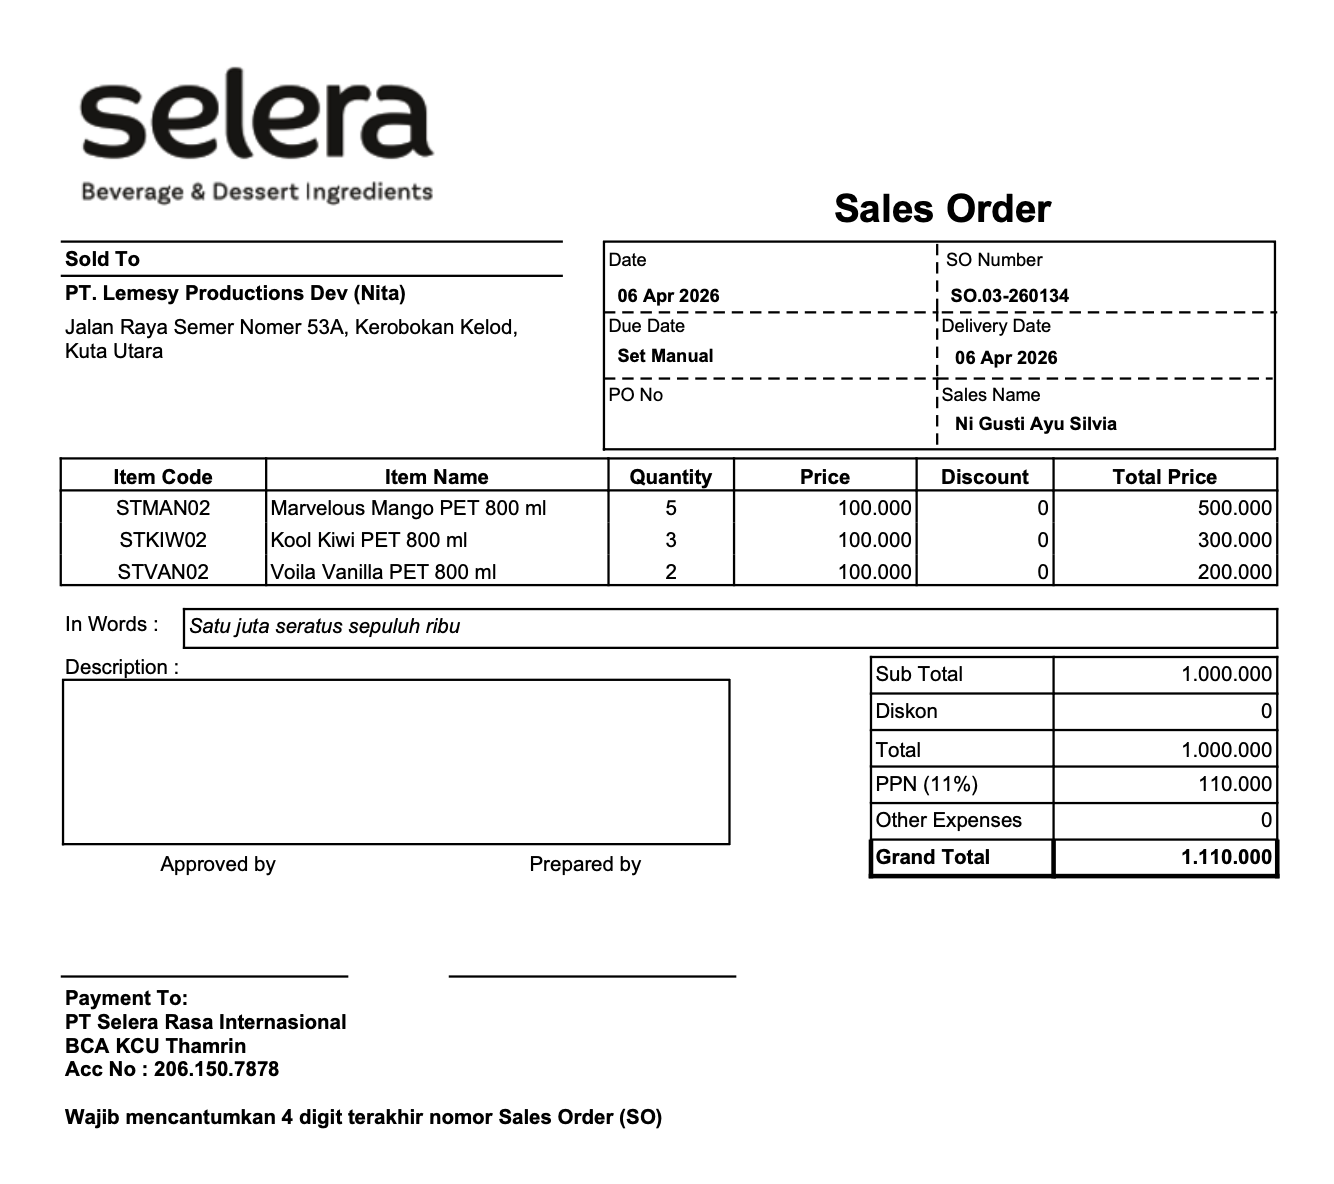 selera
Beverage & Dessert Ingredients
Sales Order
Sold To
PT. Lemesy Productions Dev (Nita)
Jalan Raya Semer Nomer 53A, Kerobokan Kelod,
Kuta Utara
Date
06 Apr 2026
SO Number
SO.03-260134
Due Date
Set Manual
Delivery Date
06 Apr 2026
PO No
Sales Name
Ni Gusti Ayu Silvia
Item Code Item Name Quantity Price Discount Total Price
STMAN02 Marvelous Mango PET 800 ml 5 100.000 0 500.000
STKIW02 Kool Kiwi PET 800 ml 3 100.000 0 300.000
STVAN02 Voila Vanilla PET 800 ml 2 100.000 0 200.000
In Words : Satu juta seratus sepuluh ribu
Description :
Sub Total 1.000.000
Diskon 0
Total 1.000.000
PPN (11%) 110.000
Other Expenses 0
Grand Total 1.110.000
Approved by Prepared by
Payment To:
PT Selera Rasa Internasional
BCA KCU Thamrin
Acc No : 206.150.7878
Wajib mencantumkan 4 digit terakhir nomor Sales Order (SO)